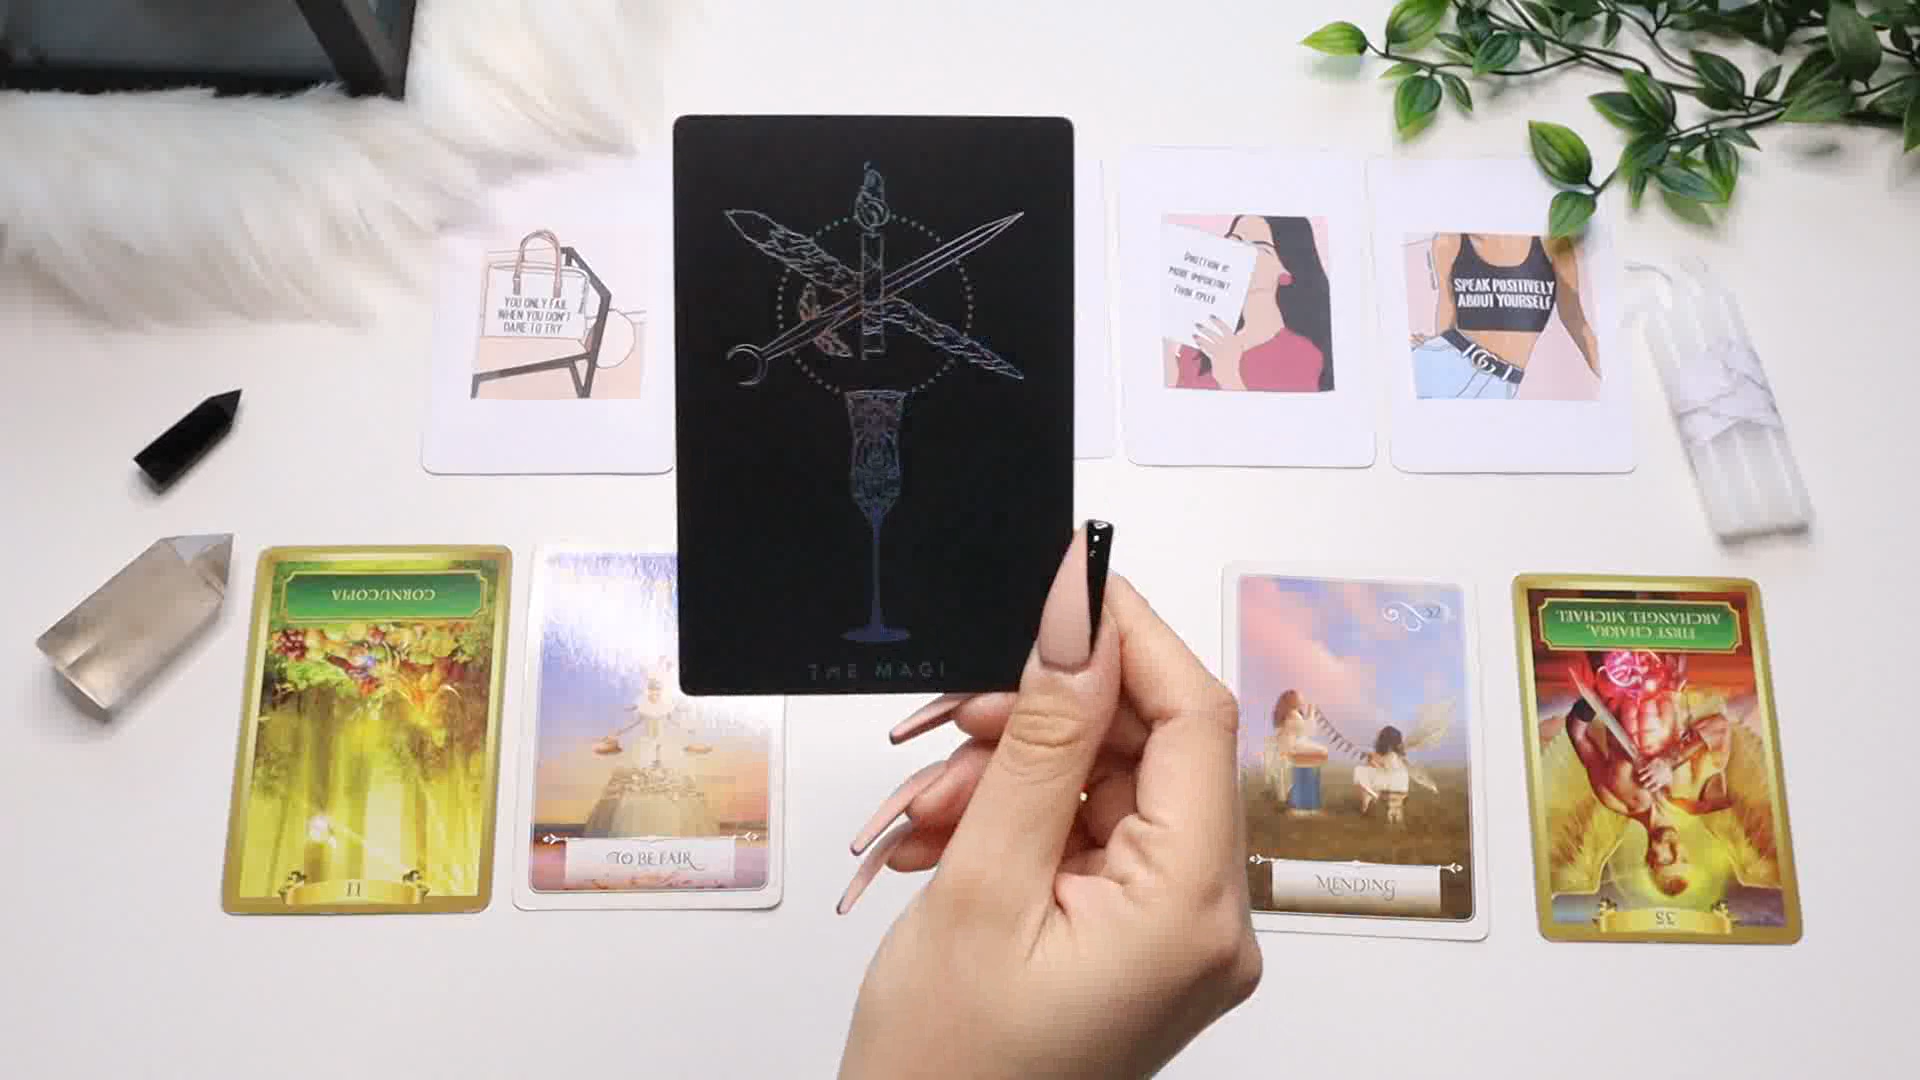 YOU ONLY FAIL
WHEN YOU DON'T
DARE TO TRY
DIRECTION IS
MORE IMPORTANT
THAN SPEED
SPEAK POSITIVELY
ABOUT YOURSELF
THE MAGI
CORNUCOPIA
11
TO BE FAIR
52
MENDING
FIRST CHAKRA,
ARCHANGEL MICHAEL
35